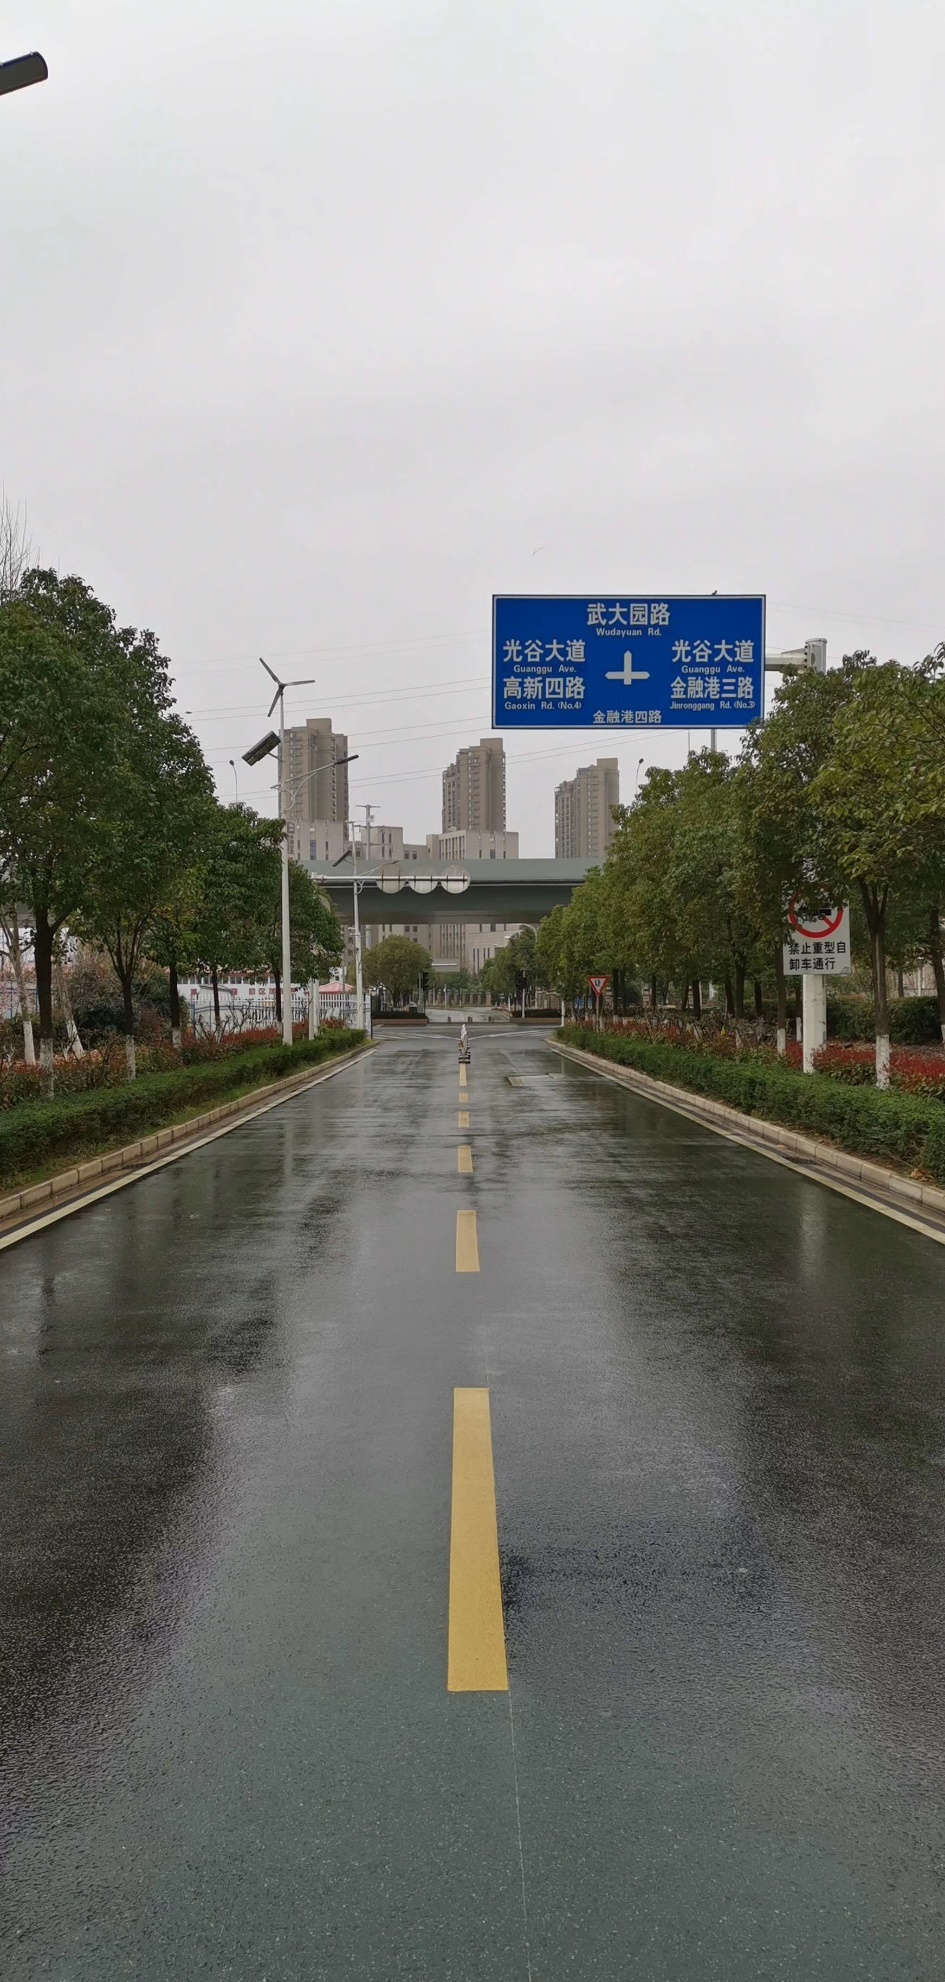 武大园路
Wudayuan Rd.
光谷大道
Guanggu Ave.
高新四路
Gaoxin Rd. (No.4)
光谷大道
Guanggu Ave.
金融港三路
Jinronggang Rd. (No.3)
金融港四路
禁止重型自
卸车通行